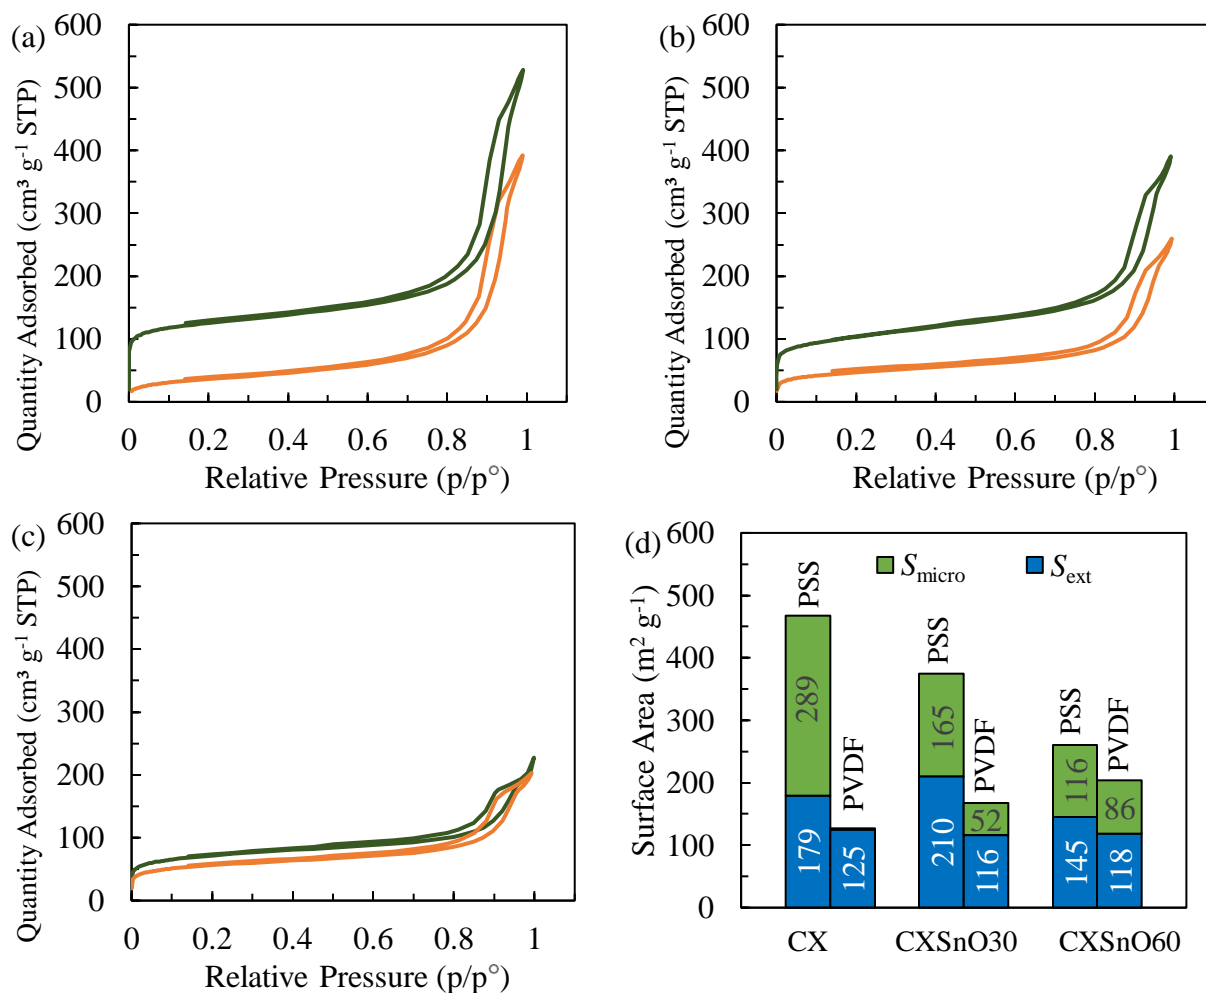 (a)
600
500
400
300
200
100
0
Quantity Adsorbed (cm³ g⁻¹ STP)
0 0.2 0.4 0.6 0.8 1
Relative Pressure (p/p°)
(b)
600
500
400
300
200
100
0
Quantity Adsorbed (cm³ g⁻¹ STP)
0 0.2 0.4 0.6 0.8 1
Relative Pressure (p/p°)
(c)
600
500
400
300
200
100
0
Quantity Adsorbed (cm³ g⁻¹ STP)
0 0.2 0.4 0.6 0.8 1
Relative Pressure (p/p°)
(d)
600
500
400
300
200
100
0
Surface Area (m² g⁻¹)
S_micro S_ext
PSS
289
179
PVDF
125
PSS
165
210
PVDF
52
116
PSS
116
145
PVDF
86
118
CX CXSnO30 CXSnO60